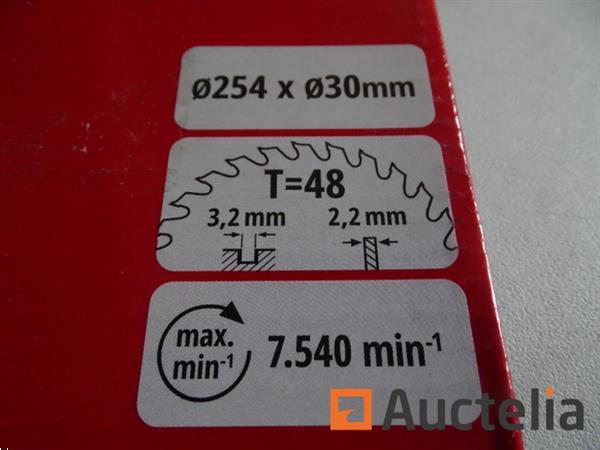 ø254 x ø30mm
T=48
3,2 mm 2,2 mm
max. min⁻¹ 7.540 min⁻¹
Auctelia